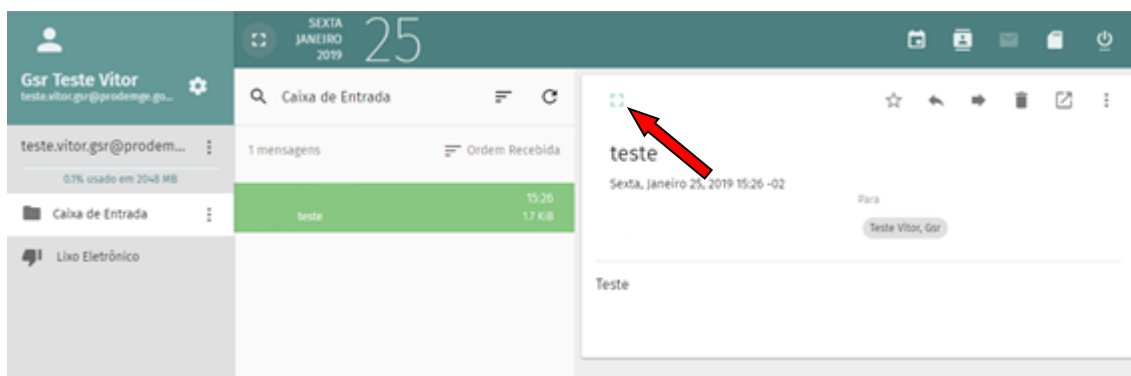 SEXTA
JANEIRO
2019
25
Gsr Teste Vitor
teste.vitor.gsr@prodemge.go...
teste.vitor.gsr@prodem...
0.1% usado em 2048 MB
Caixa de Entrada
Lixo Eletrônico
Caixa de Entrada
1 mensagens
Ordem Recebida
15:26
teste
1.7 KiB
teste
Sexta, Janeiro 25, 2019 15:26 -02
Para
Teste Vitor, Gsr
Teste